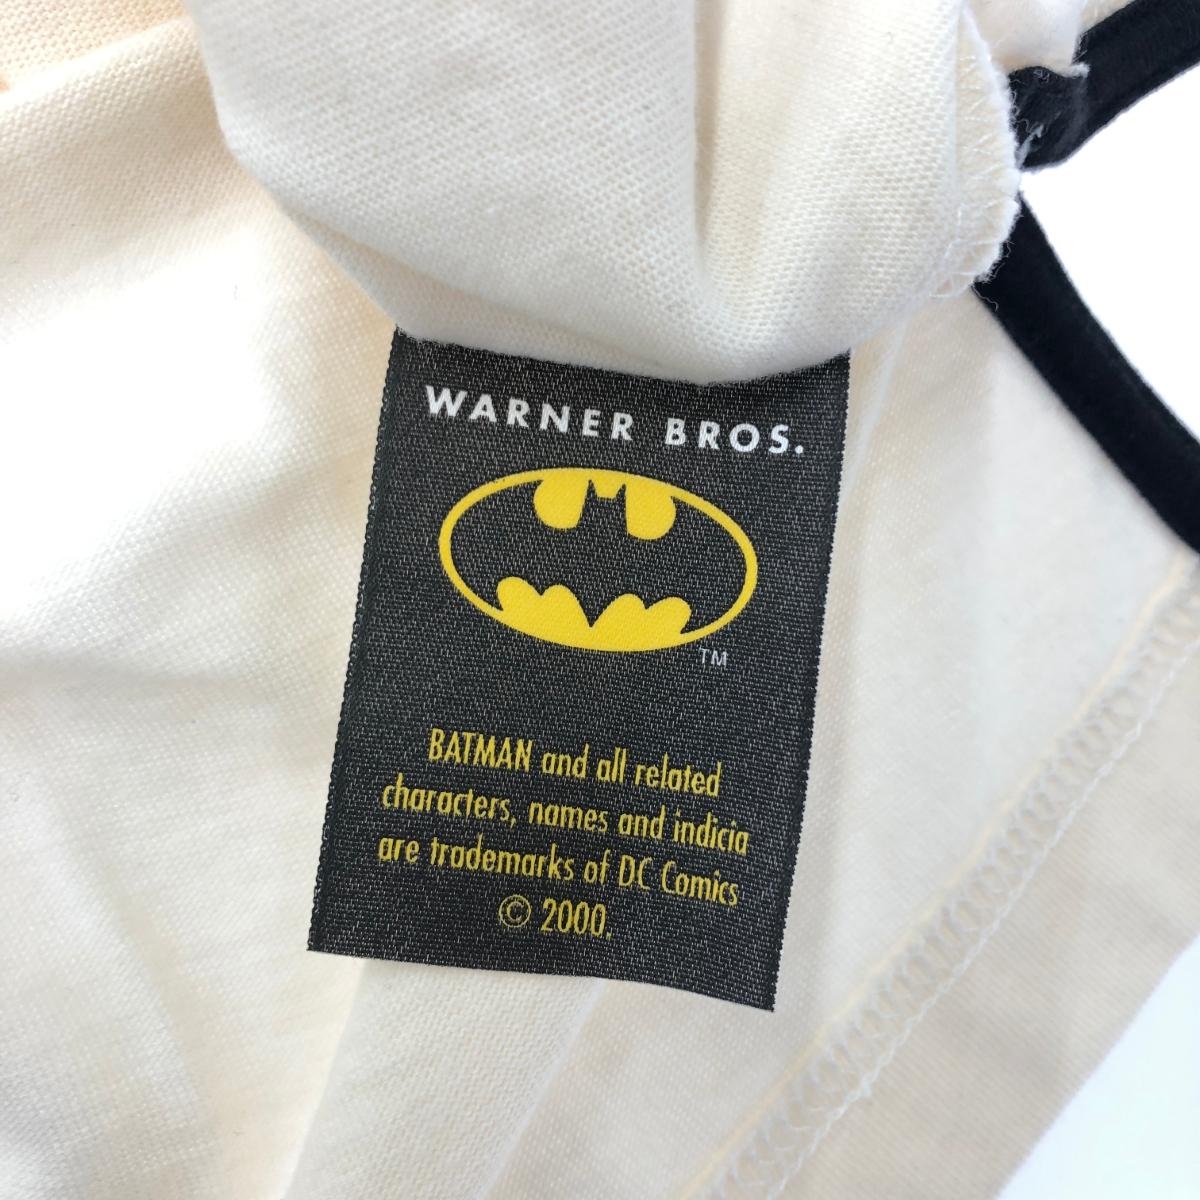 WARNER BROS.
TM
BATMAN and all related
characters, names and indicia
are trademarks of DC Comics
© 2000.